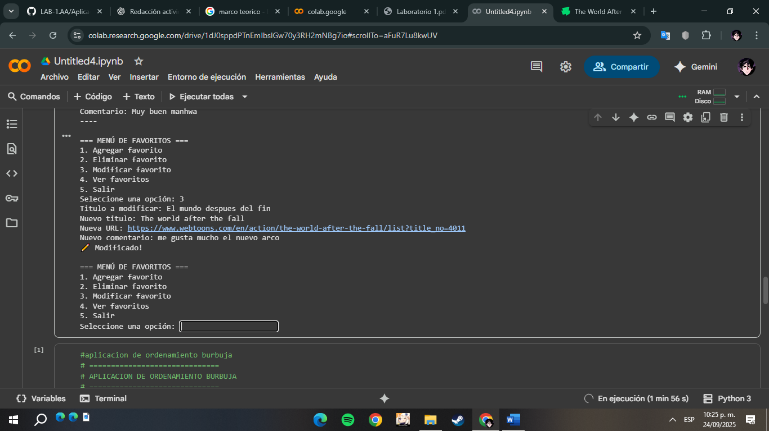 LAB-1.AA/Aplica
Redacción active
marco teorico -
colab.google
Laboratorio 1.pd
Untitled4.ipynb
The World After
colab.research.google.com/drive/1dJ0sppdPTnEmIbsIGw70y3RH2mNBg7io#scrollTo=aFuR7Lu8kwUV
Untitled4.ipynb
Archivo Editar Ver Insertar Entorno de ejecución Herramientas Ayuda
Compartir
Gemini
Comandos
+ Código + Texto
Ejecutar todas
RAM
Disco
Comentario: Muy buen manhwa
----
=== MENÚ DE FAVORITOS ===
1. Agregar favorito
2. Eliminar favorito
3. Modificar favorito
4. Ver favoritos
5. Salir
Seleccione una opción: 3
Titulo a modificar: El mundo despues del fin
Nuevo titulo: The world after the fall
Nueva URL: https://www.webtoons.com/en/action/the-world-after-the-fall/list?title_no=4011
Nuevo comentario: me gusta mucho el nuevo arco
Modificado!
=== MENÚ DE FAVORITOS ===
1. Agregar favorito
2. Eliminar favorito
3. Modificar favorito
4. Ver favoritos
5. Salir
Seleccione una opción:
[1]
#aplicacion de ordenamiento burbuja
# ==============================
# APLICACION DE ORDENAMIENTO BURBUJA
Variables
Terminal
En ejecución (1 min 56 s)
Python 3
ESP
10:25 p. m.
24/09/2025